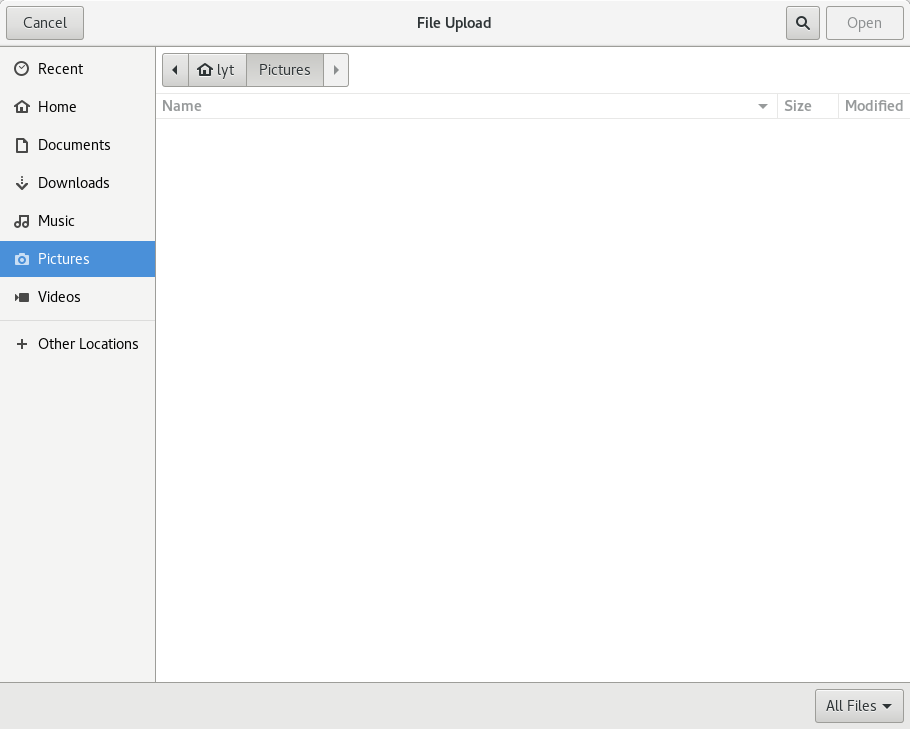 Cancel File Upload Open
Recent
Home
Documents
Downloads
Music
Pictures
Videos
Other Locations
lyt Pictures
Name Size Modified
All Files